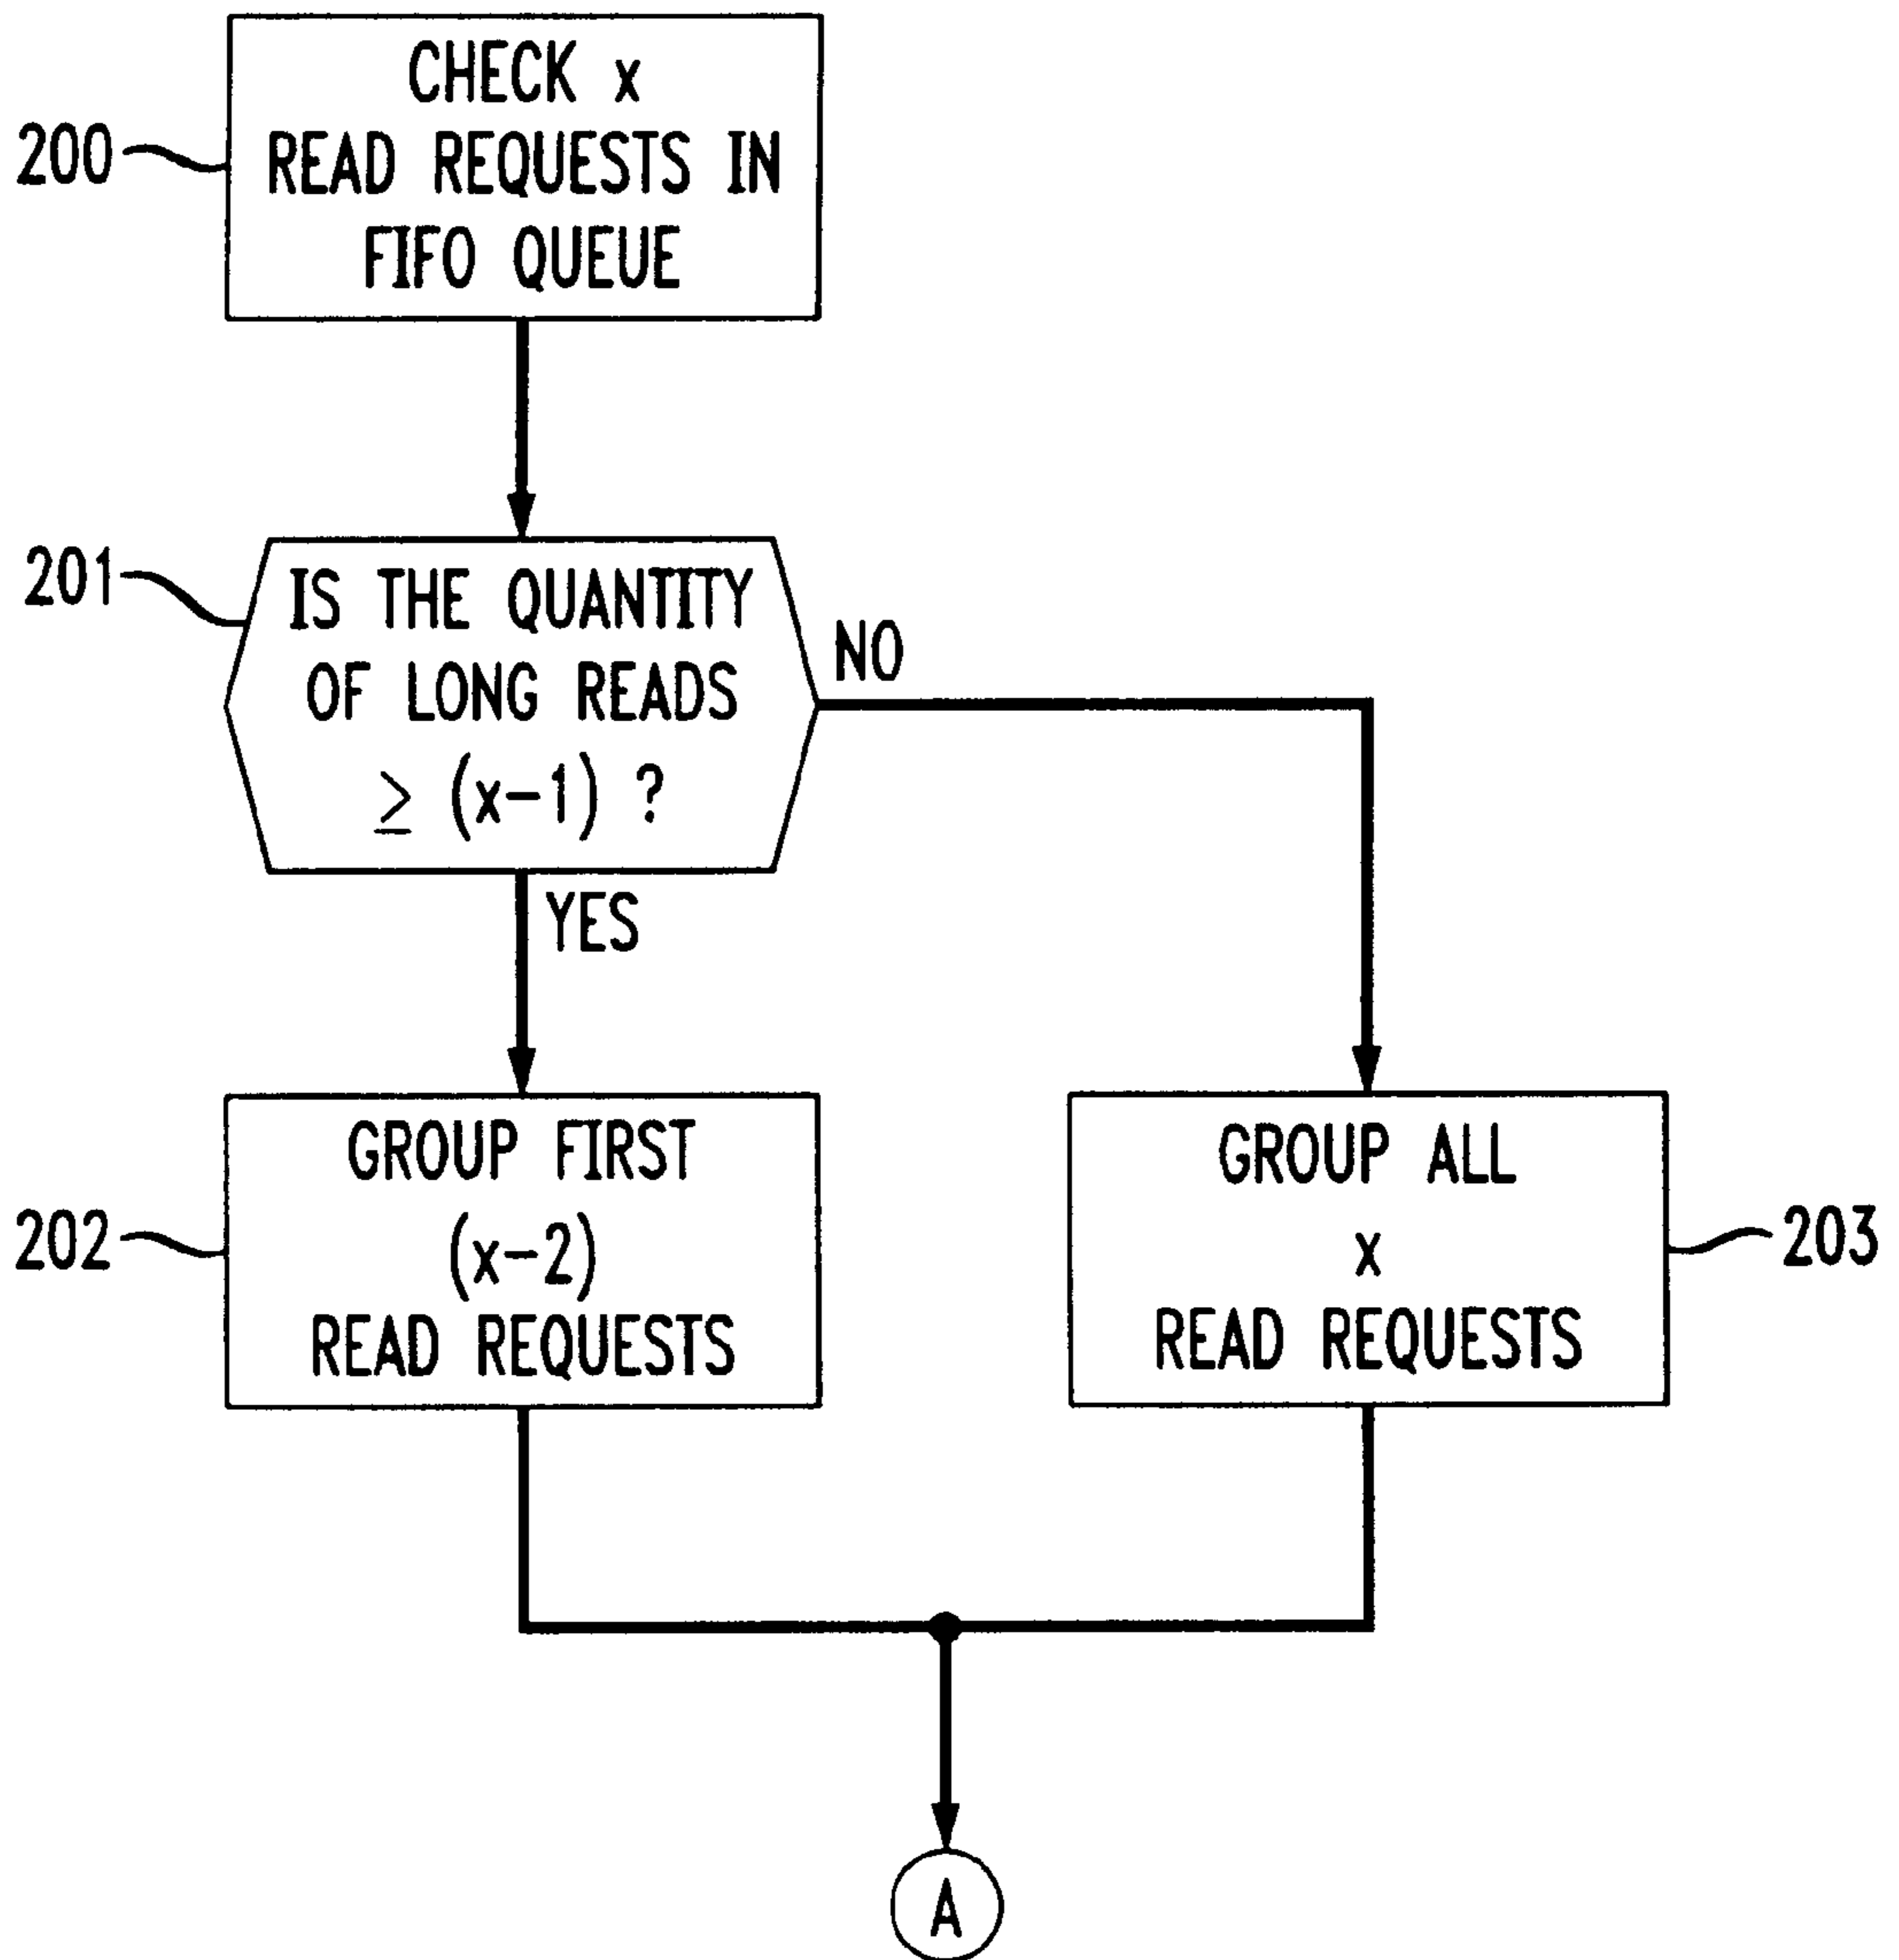 200
CHECK x
READ REQUESTS IN
FIFO QUEUE
201
IS THE QUANTITY
OF LONG READS
≥ (x-1) ?
NO
YES
202
GROUP FIRST
(x-2)
READ REQUESTS
GROUP ALL
x
READ REQUESTS
203
A